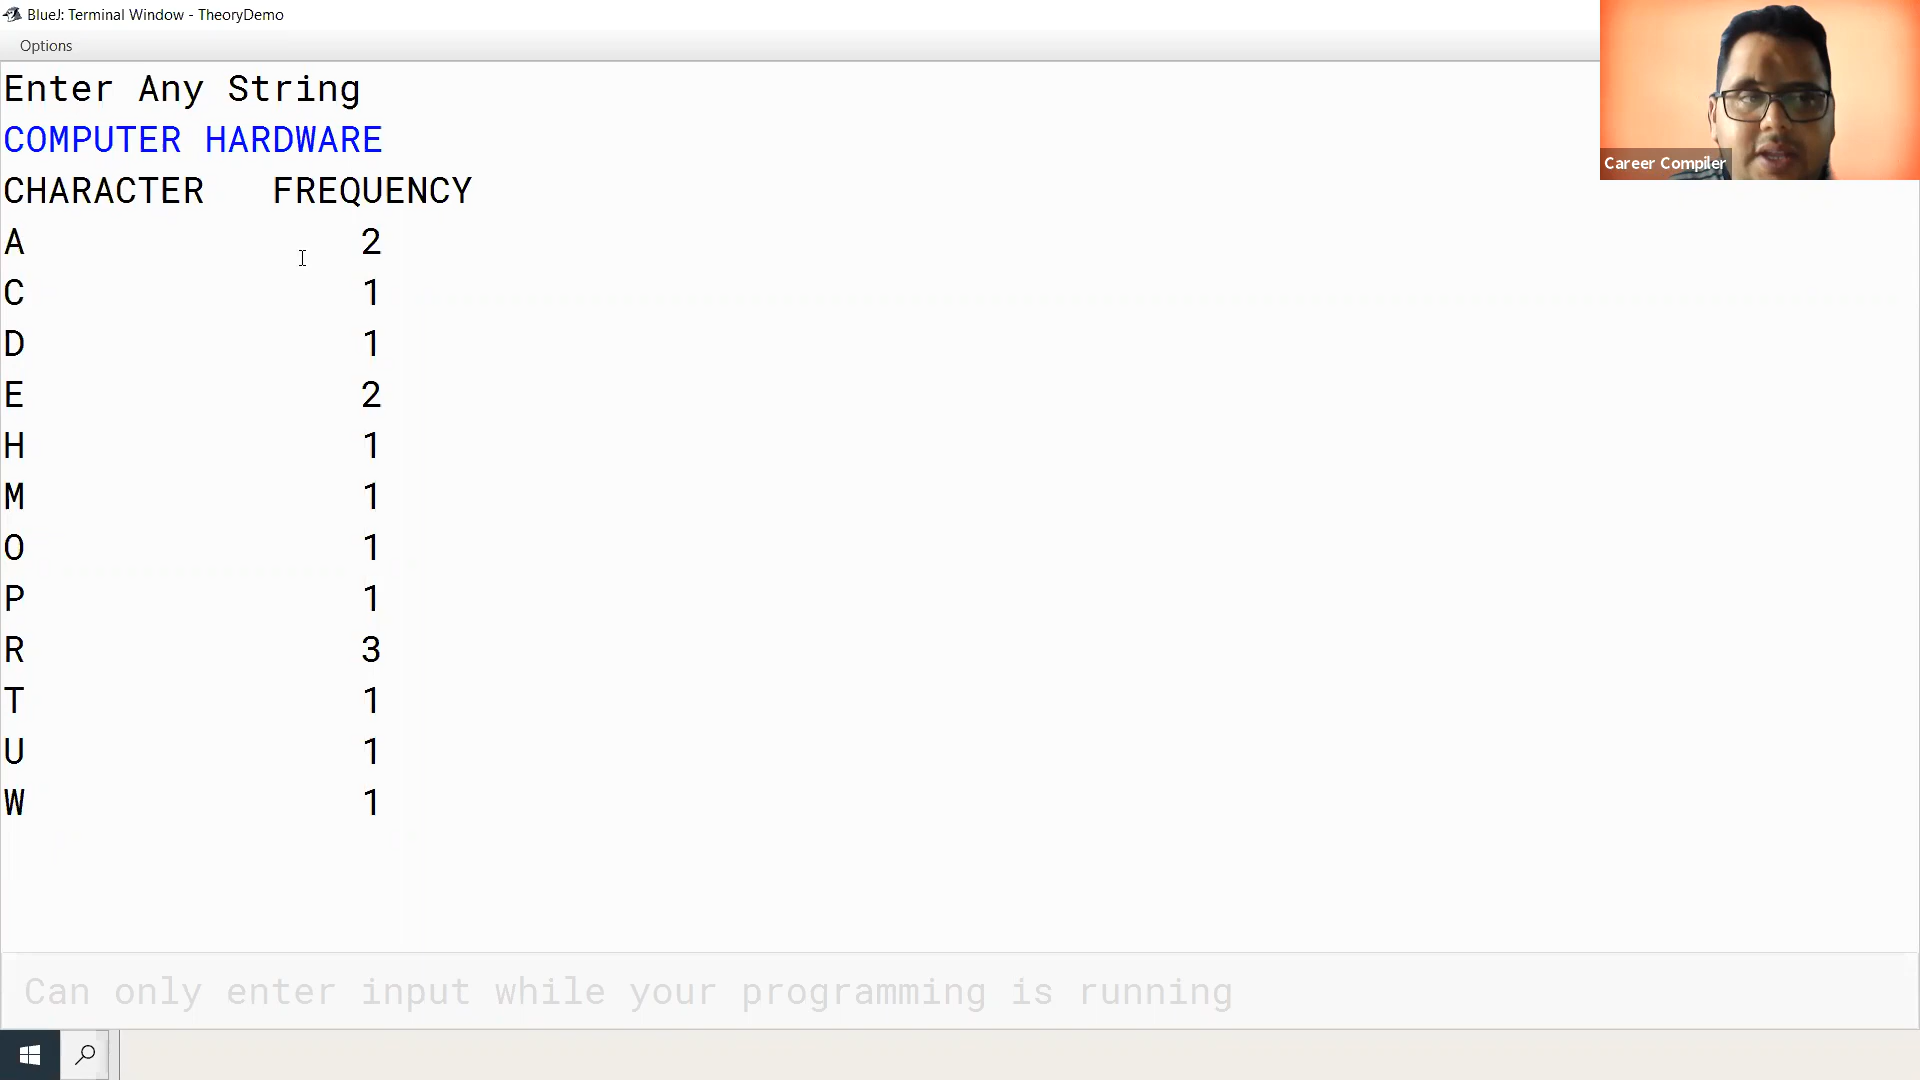 BlueJ: Terminal Window - TheoryDemo
Options
Enter Any String
COMPUTER HARDWARE
CHARACTER FREQUENCY
A 2
C 1
D 1
E 2
H 1
M 1
O 1
P 1
R 3
T 1
U 1
W 1
Can only enter input while your programming is running
Career Compiler